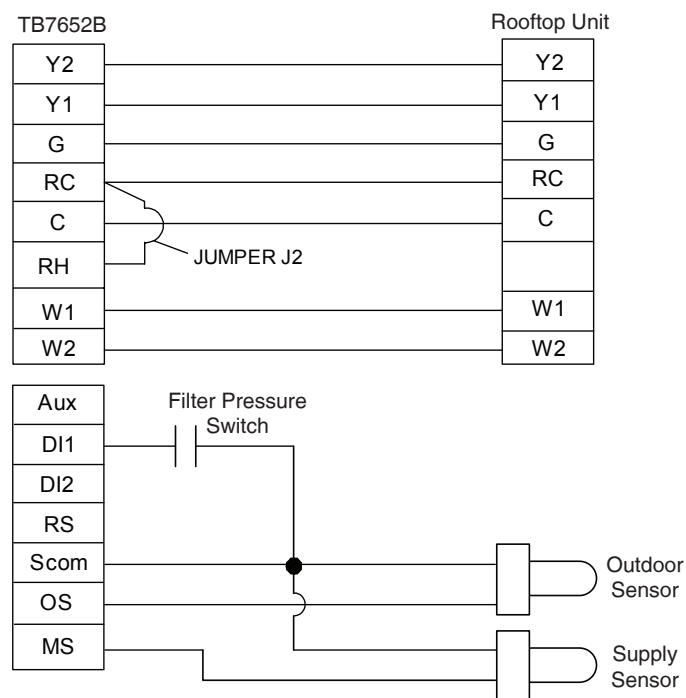 TB7652B
Rooftop Unit
Y2
Y2
Y1
Y1
G
G
RC
RC
C
C
RH
JUMPER J2
W1
W1
W2
W2
Aux
Filter Pressure
Switch
DI1
DI2
RS
Scom
Outdoor
Sensor
OS
MS
Supply
Sensor